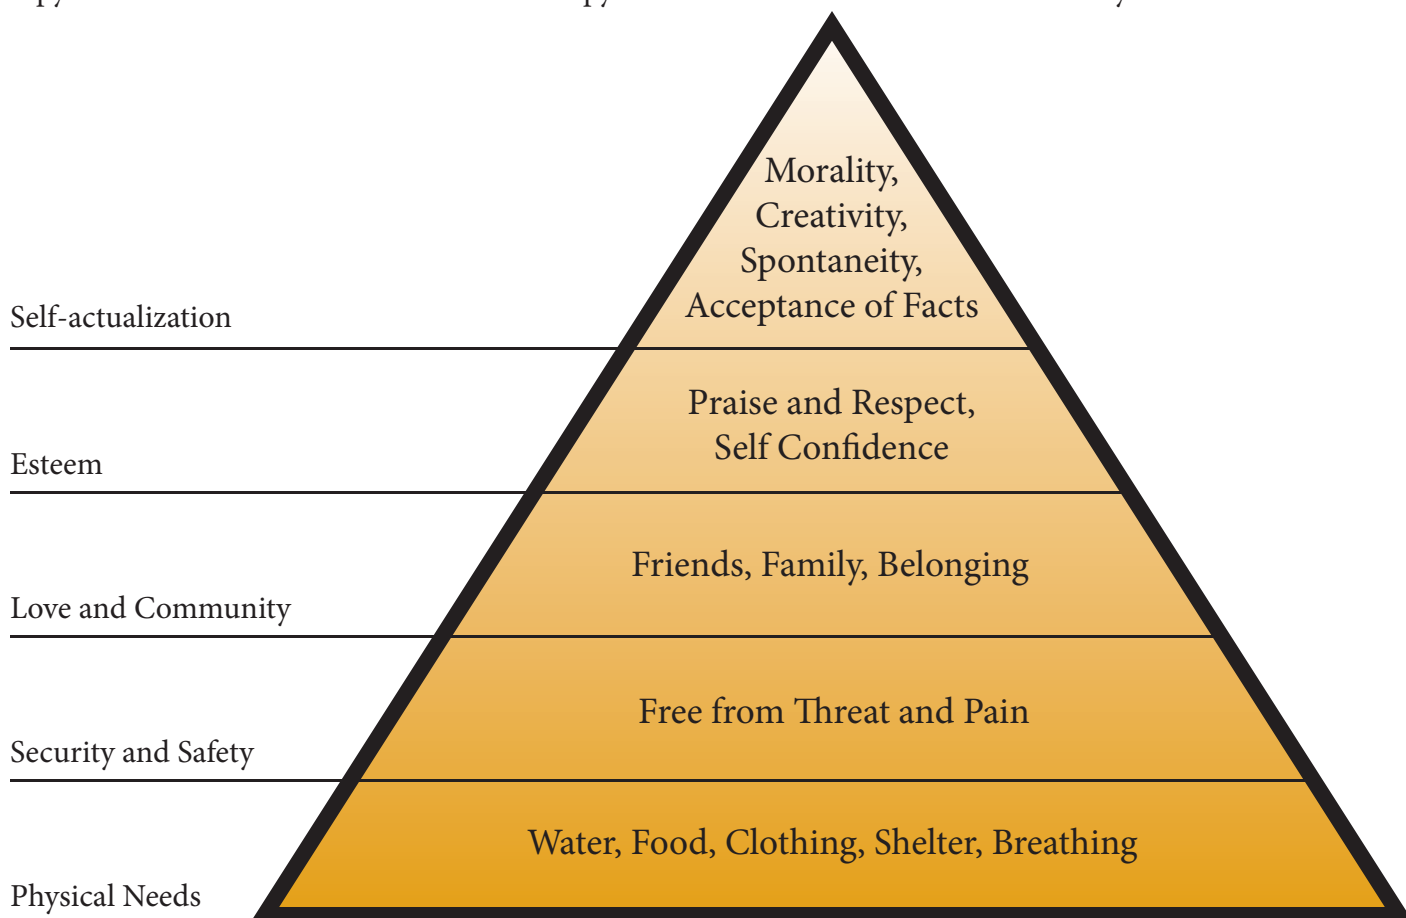 Morality,
Creativity,
Spontaneity,
Acceptance of Facts
Self-actualization
Praise and Respect,
Self Confidence
Esteem
Friends, Family, Belonging
Love and Community
Free from Threat and Pain
Security and Safety
Water, Food, Clothing, Shelter, Breathing
Physical Needs